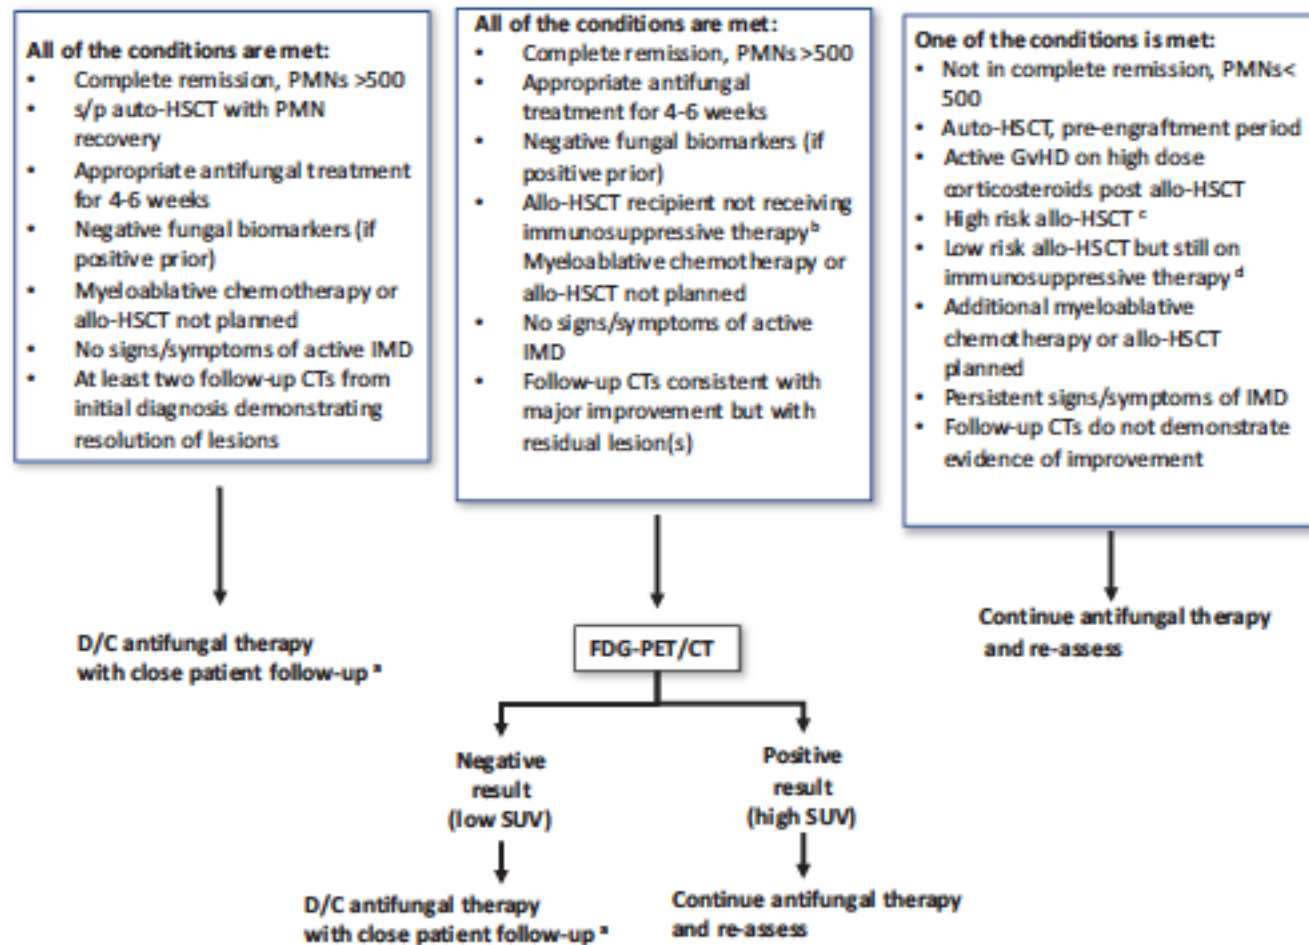 All of the conditions are met:
• Complete remission, PMNs >500
• s/p auto-HSCT with PMN
recovery
• Appropriate antifungal treatment
for 4-6 weeks
• Negative fungal biomarkers (if
positive prior)
• Myeloablative chemotherapy or
allo-HSCT not planned
• No signs/symptoms of active IMD
• At least two follow-up CTs from
initial diagnosis demonstrating
resolution of lesions
D/C antifungal therapy
with close patient follow-up ª
All of the conditions are met:
• Complete remission, PMNs >500
• Appropriate antifungal
treatment for 4-6 weeks
• Negative fungal biomarkers (if
positive prior)
• Allo-HSCT recipient not receiving
immunosuppressive therapy ᵇ
Myeloablative chemotherapy or
allo-HSCT not planned
• No signs/symptoms of active
IMD
• Follow-up CTs consistent with
major improvement but with
residual lesion(s)
FDG-PET/CT
Negative
result
(low SUV)
D/C antifungal therapy
with close patient follow-up ª
Positive
result
(high SUV)
Continue antifungal therapy
and re-assess
One of the conditions is met:
• Not in complete remission, PMNs<
500
• Auto-HSCT, pre-engraftment period
• Active GvHD on high dose
corticosteroids post allo-HSCT
• High risk allo-HSCT ᶜ
• Low risk allo-HSCT but still on
immunosuppressive therapy ᵈ
• Additional myeloablative
chemotherapy or allo-HSCT
planned
• Persistent signs/symptoms of IMD
• Follow-up CTs do not demonstrate
evidence of improvement
Continue antifungal therapy
and re-assess